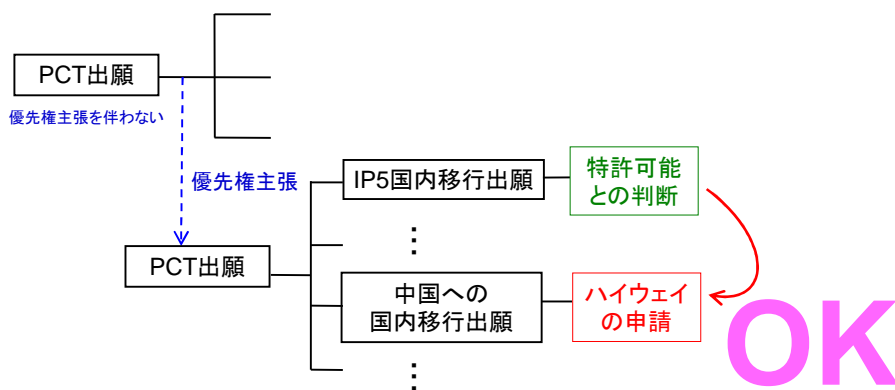 PCT出願
優先権主張を伴わない
優先権主張
IP5国内移行出願
特許可能
との判断
⋮
PCT出願
中国への
国内移行出願
ハイウェイ
の申請
OK
⋮